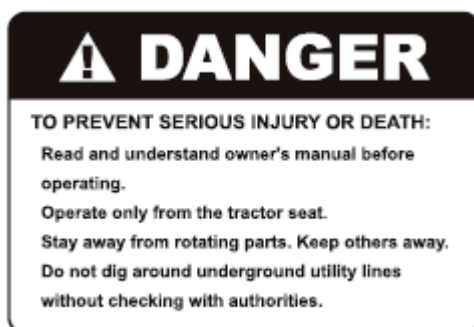 DANGER
TO PREVENT SERIOUS INJURY OR DEATH:
Read and understand owner's manual before
operating.
Operate only from the tractor seat.
Stay away from rotating parts. Keep others away.
Do not dig around underground utility lines
without checking with authorities.